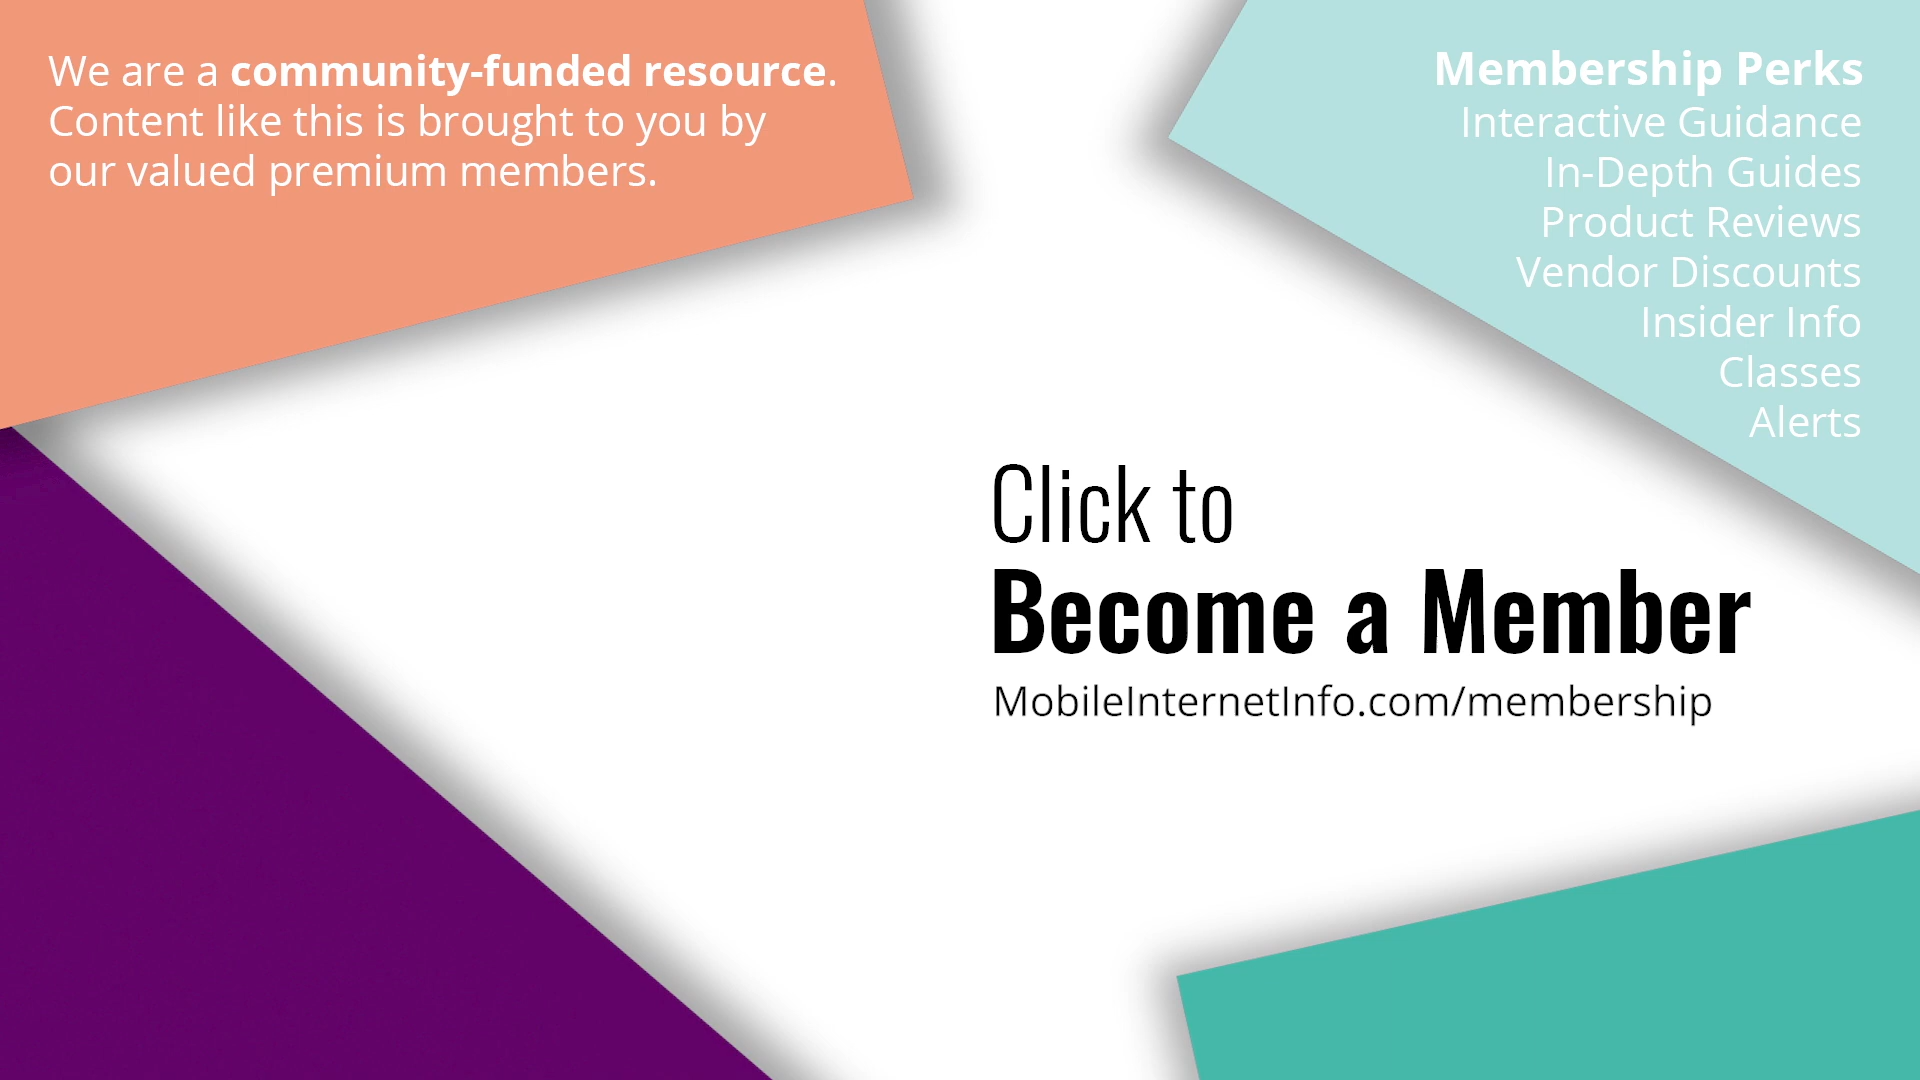 We are a community-funded resource.
Content like this is brought to you by
our valued premium members.
Membership Perks
Interactive Guidance
In-Depth Guides
Product Reviews
Vendor Discounts
Insider Info
Classes
Alerts
Click to
Become a Member
MobileInternetInfo.com/membership